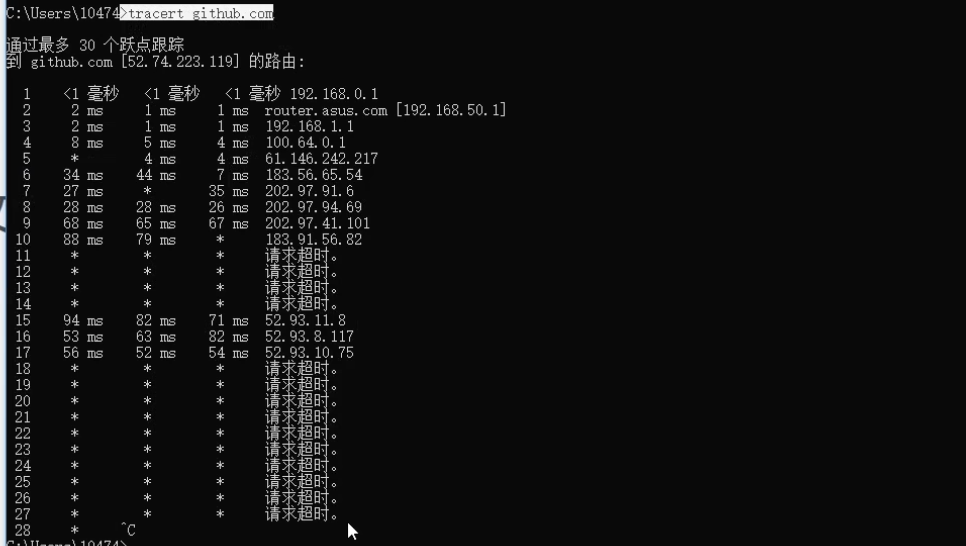 C:\Users\10474>tracert github.com
通过最多 30 个跃点跟踪
到 github.com [52.74.223.119] 的路由:
1 <1 毫秒 <1 毫秒 <1 毫秒 192.168.0.1
2 2 ms 1 ms 1 ms router.asus.com [192.168.50.1]
3 2 ms 1 ms 1 ms 192.168.1.1
4 8 ms 5 ms 4 ms 100.64.0.1
5 * 4 ms 4 ms 61.146.242.217
6 34 ms 44 ms 7 ms 183.56.65.54
7 27 ms * 35 ms 202.97.91.6
8 28 ms 28 ms 26 ms 202.97.94.69
9 68 ms 65 ms 67 ms 202.97.41.101
10 88 ms 79 ms * 183.91.56.82
11 * * * 请求超时。
12 * * * 请求超时。
13 * * * 请求超时。
14 * * * 请求超时。
15 94 ms 82 ms 71 ms 52.93.11.8
16 53 ms 63 ms 82 ms 52.93.8.117
17 56 ms 52 ms 54 ms 52.93.10.75
18 * * * 请求超时。
19 * * * 请求超时。
20 * * * 请求超时。
21 * * * 请求超时。
22 * * * 请求超时。
23 * * * 请求超时。
24 * * * 请求超时。
25 * * * 请求超时。
26 * * * 请求超时。
27 * * * 请求超时。
28 * ^C
C:\Users\10474>